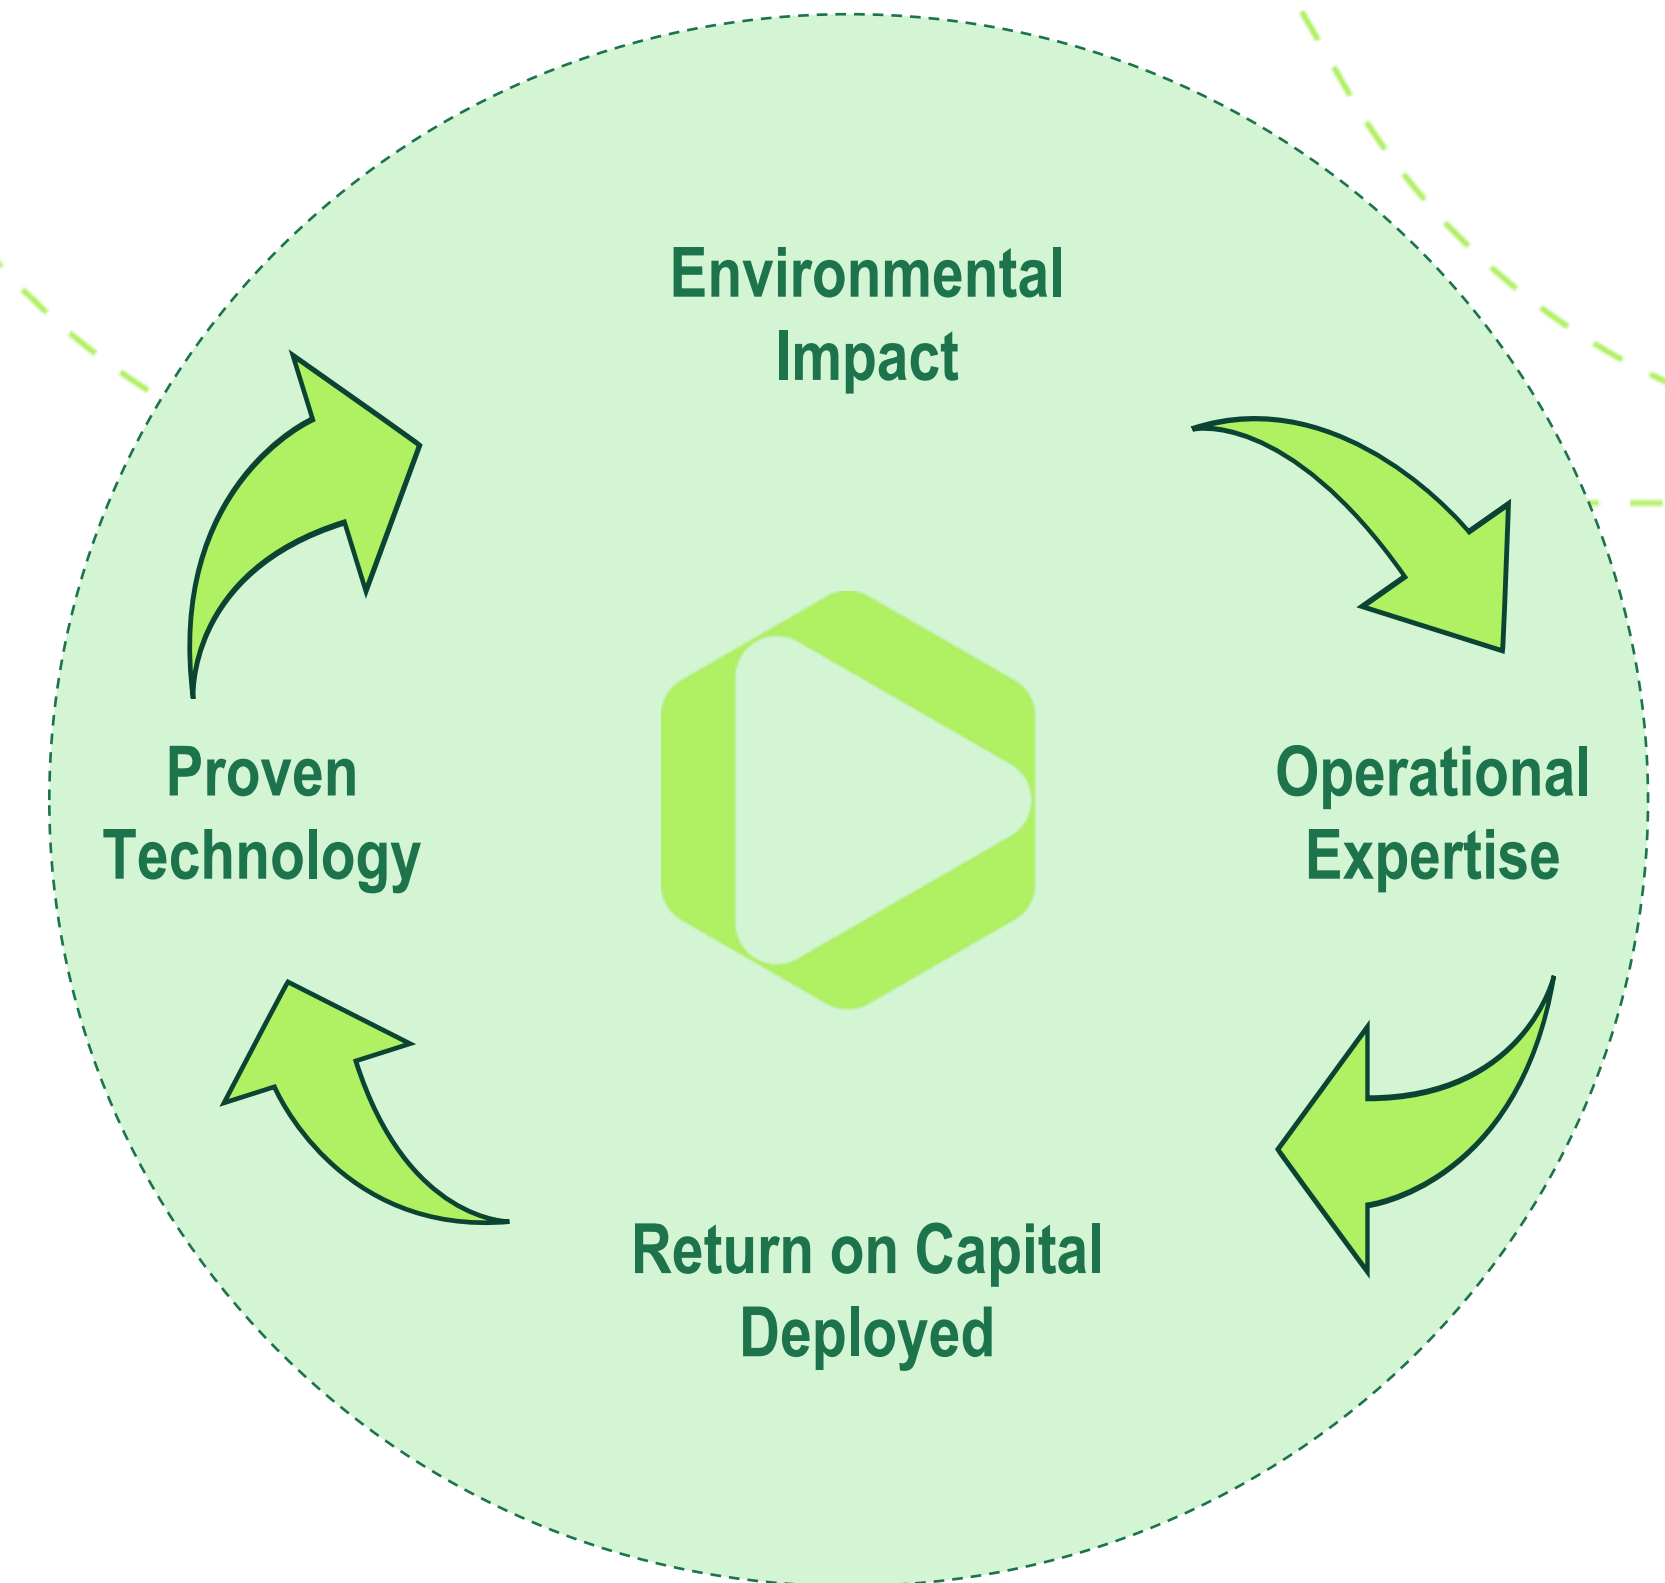 Environmental
Impact
Proven
Technology
Operational
Expertise
Return on Capital
Deployed